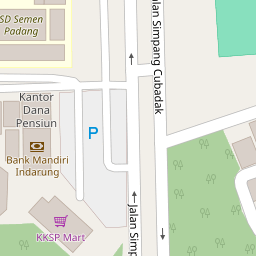 SD Semen
Padang
Jalan Simpang Cubadak
Kantor
Dana
Pensiun
P
Bank Mandiri
Indarung
KKSP Mart
Jalan Simp